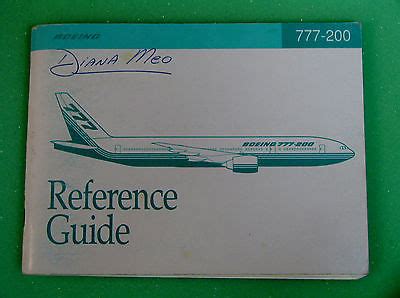 BOEING 777-200
Diana Meo
777
BOEING 777-200
Reference
Guide